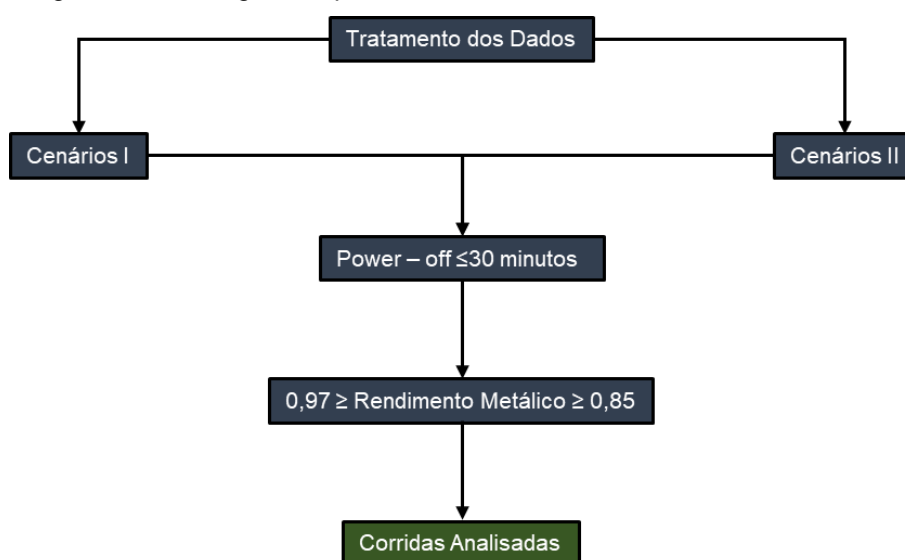 Tratamento dos Dados
Cenários I
Cenários II
Power – off ≤30 minutos
0,97 ≥ Rendimento Metálico ≥ 0,85
Corridas Analisadas